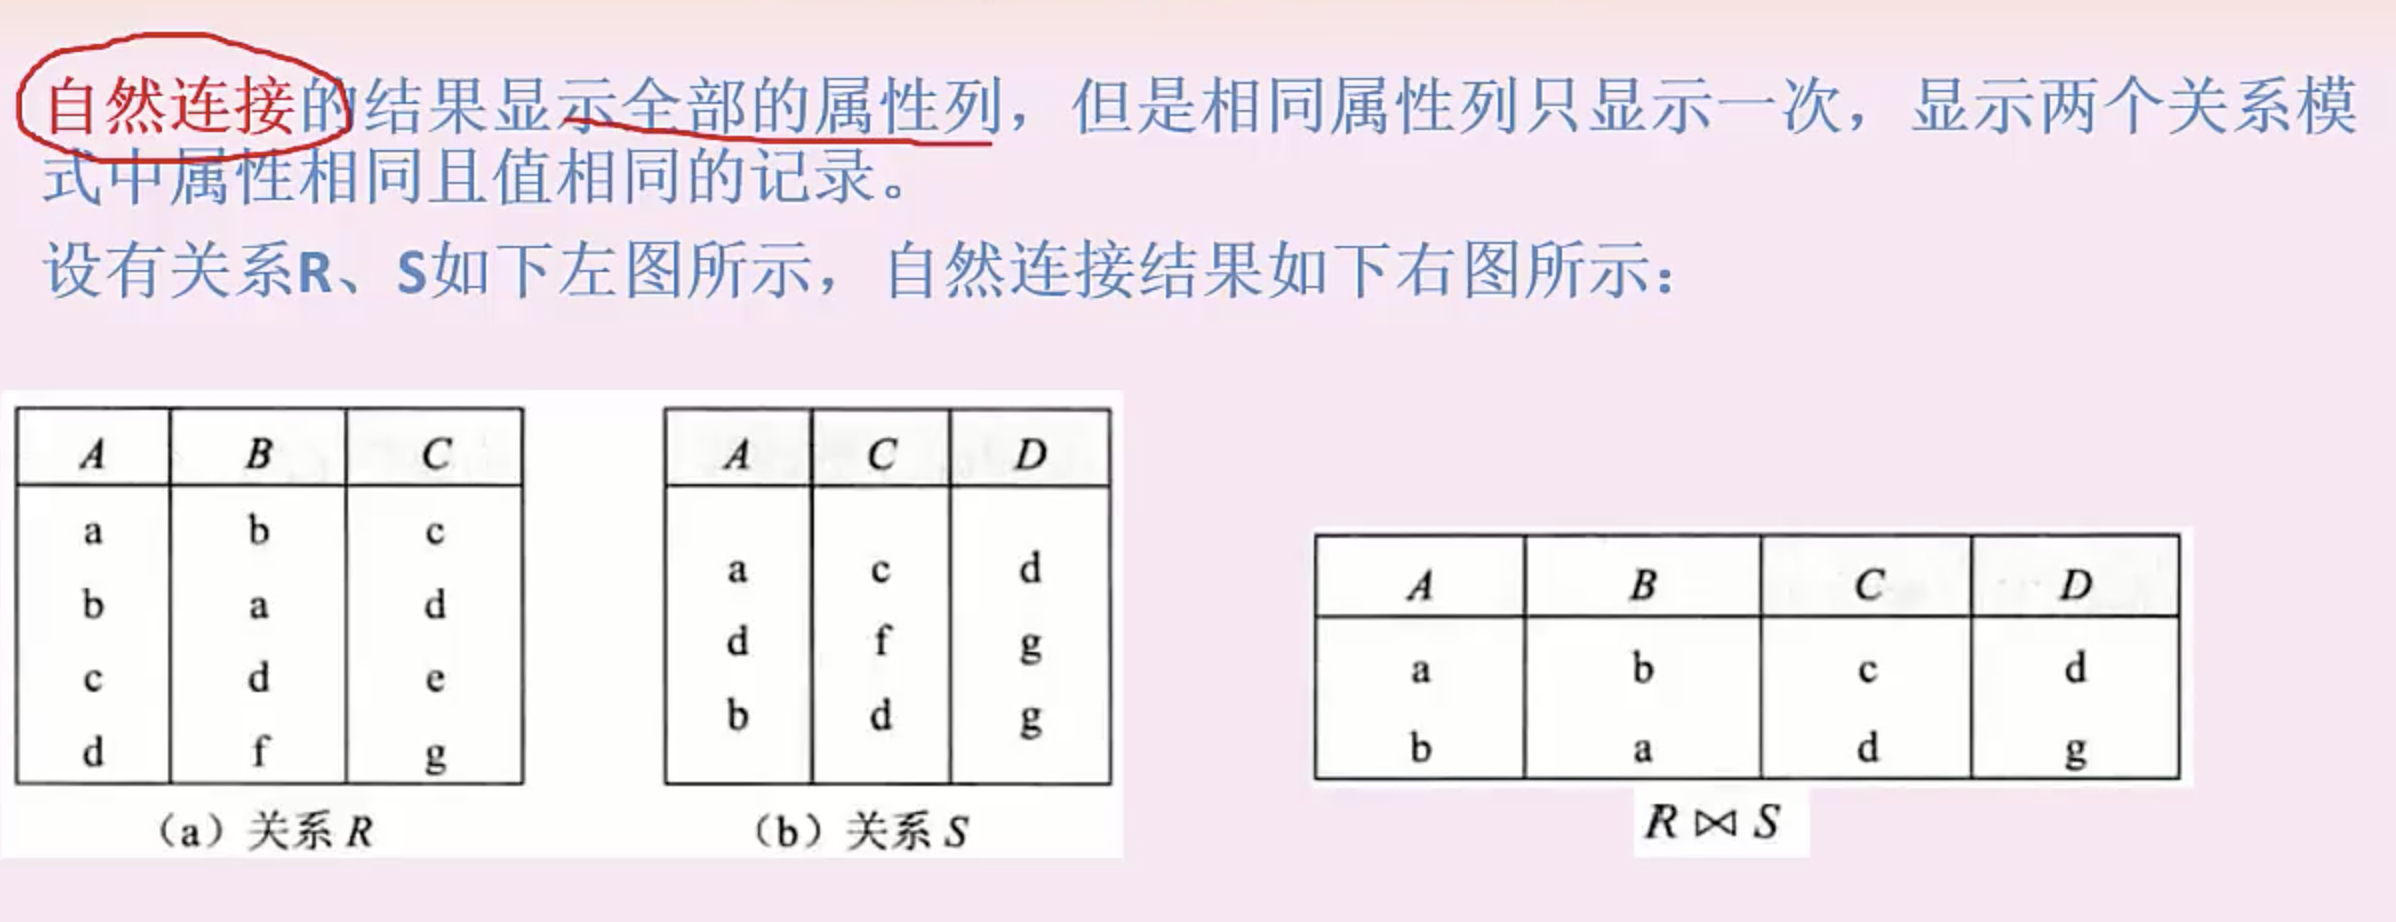 自然连接的结果显示全部的属性列，但是相同属性列只显示一次，显示两个关系模
式中属性相同且值相同的记录。
设有关系R、S如下左图所示，自然连接结果如下右图所示：
A B C
a b c
b a d
c d e
d f g
（a）关系 R
A C D
a c d
d f g
b d g
（b）关系 S
A B C D
a b c d
b a d g
R ⋈ S